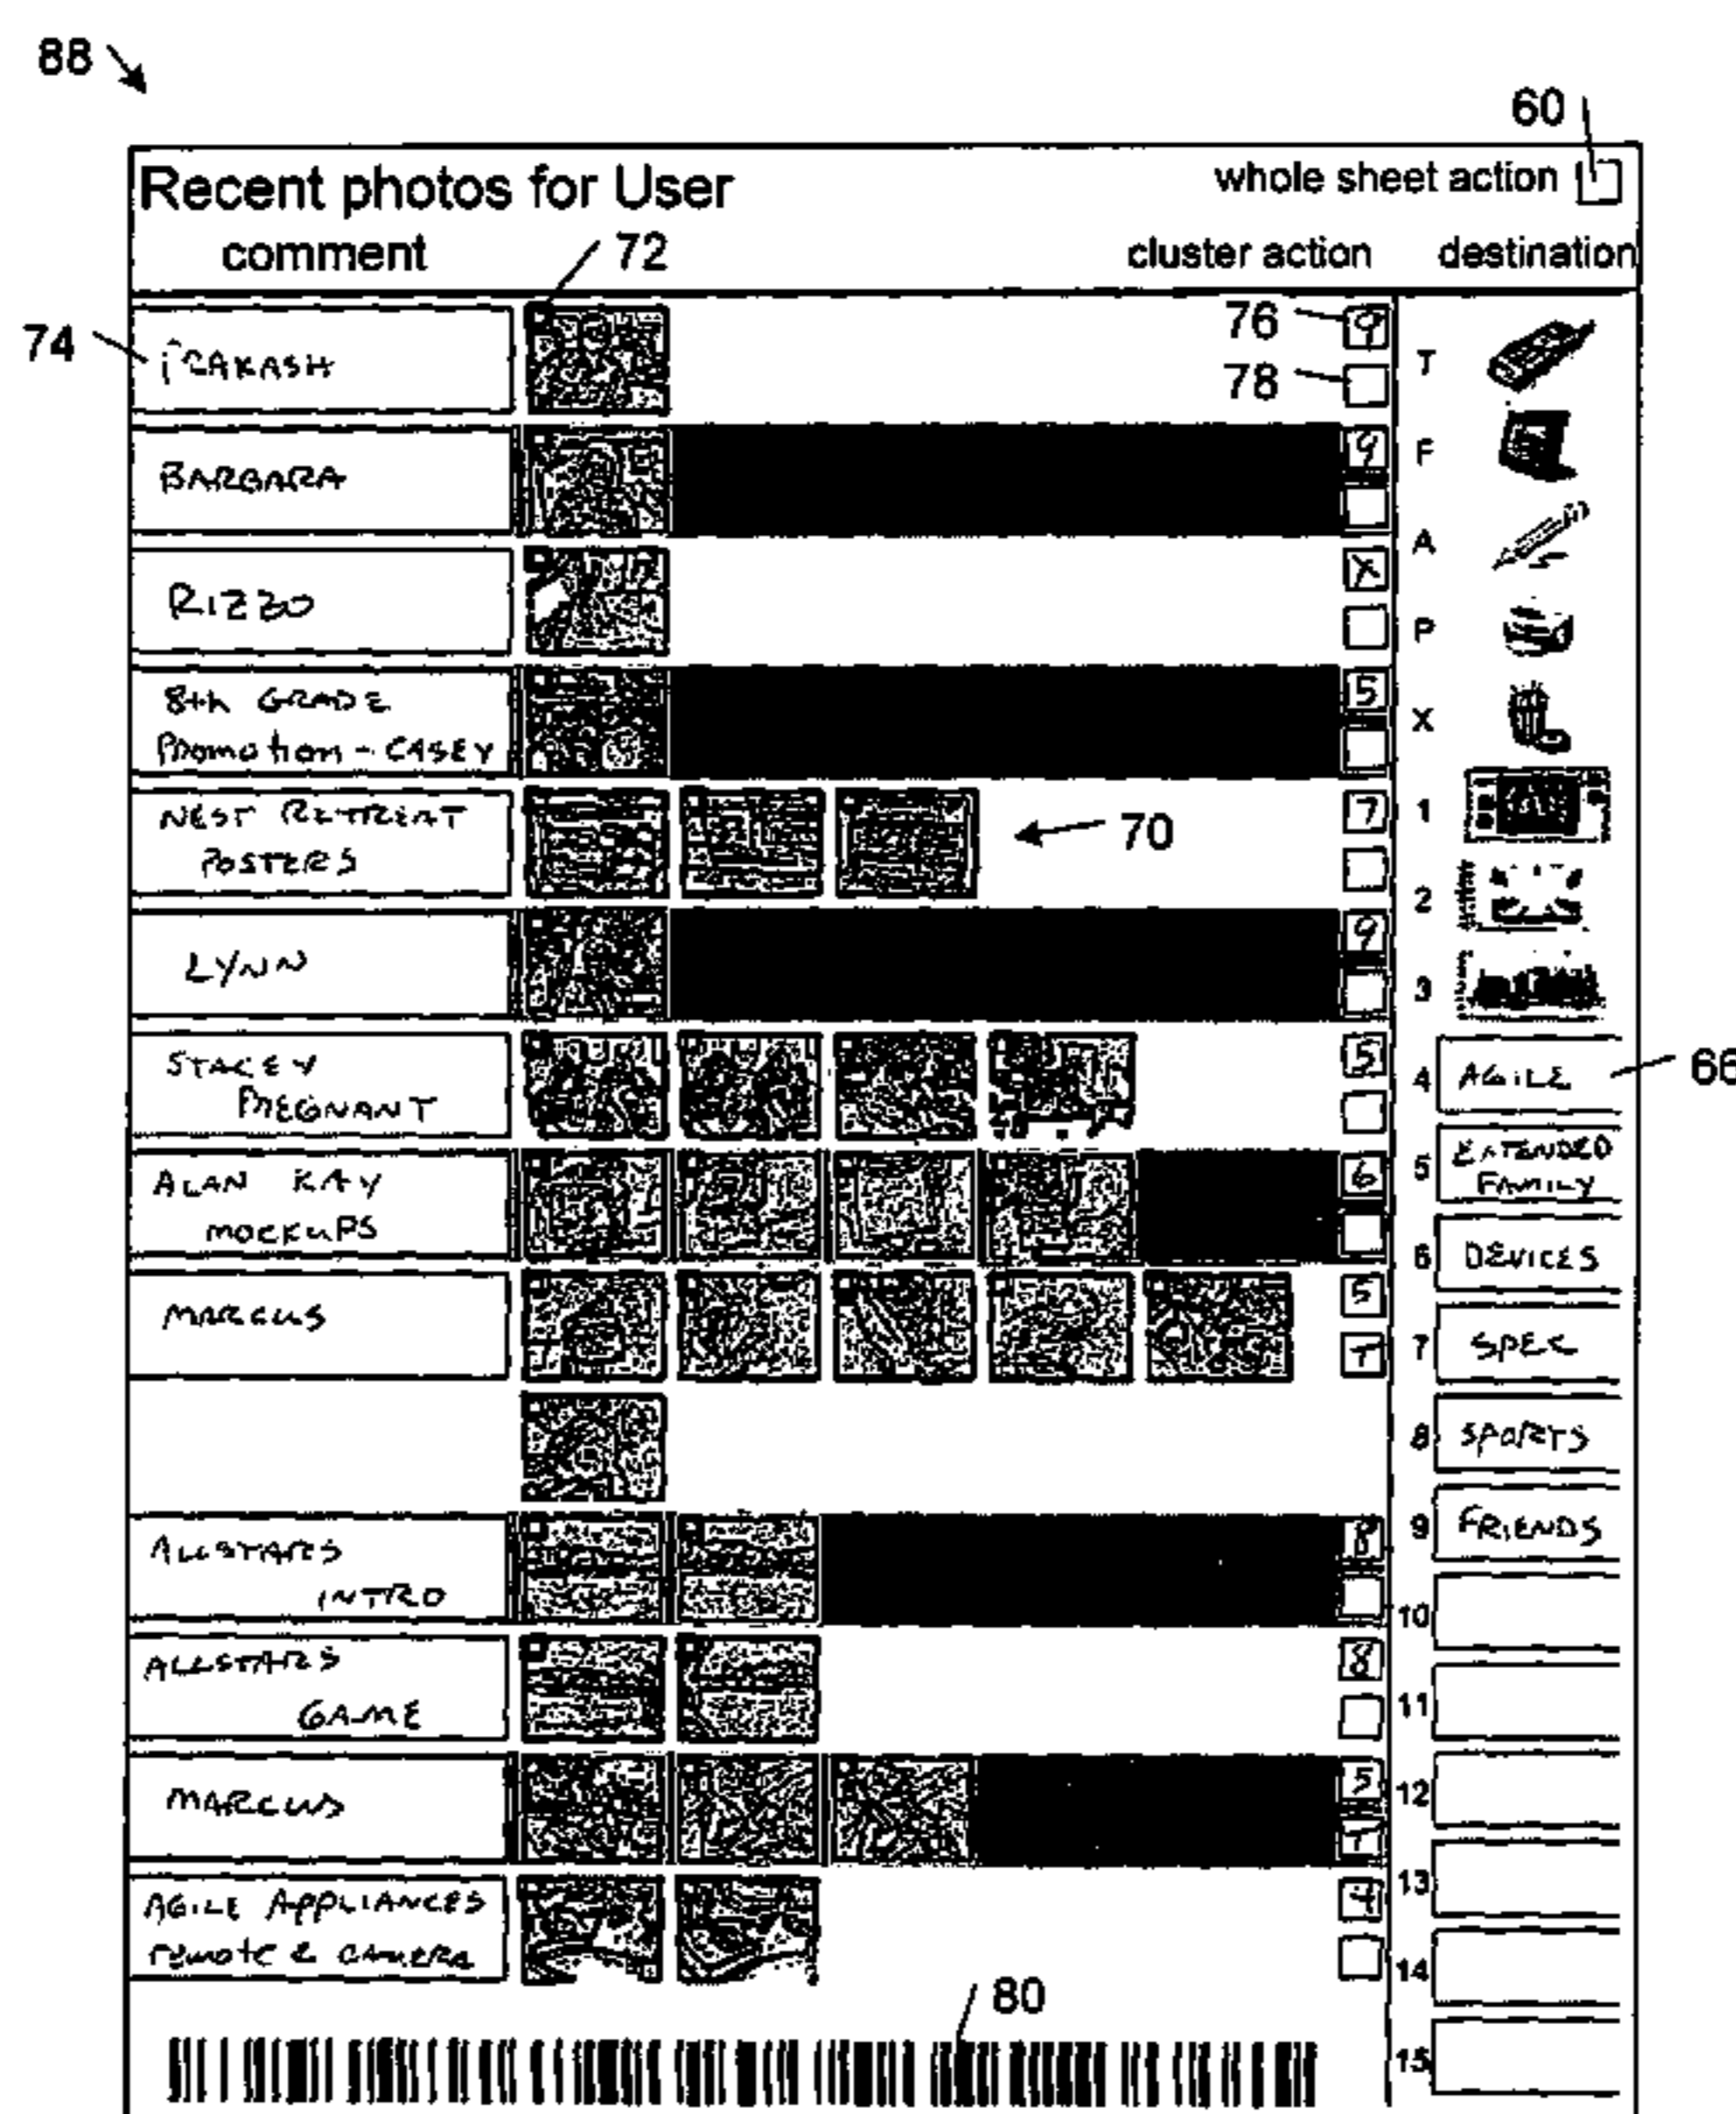 88
60
Recent photos for User
whole sheet action
comment
72
cluster action
destination
74
PRAKASH
76
9
78
T
BARBARA
9
F
A
RIZZO
X
P
8th GRADE
Promotion - CASEY
5
X
NEST RETREAT
POSTERS
70
7
1
2
LYNN
9
3
STACEY
PREGNANT
5
4
AGILE
66
ALAN KAY
mockups
6
5
EXTENDED
FAMILY
6
DEVICES
MARCUS
5
T
7
SPEC
8
SPORTS
ALLSTARS
INTRO
8
9
FRIENDS
10
ALLSTARS
GAME
8
11
MARCUS
5
T
12
13
AGILE APPLIANCES
remote & camera
4
14
80
15